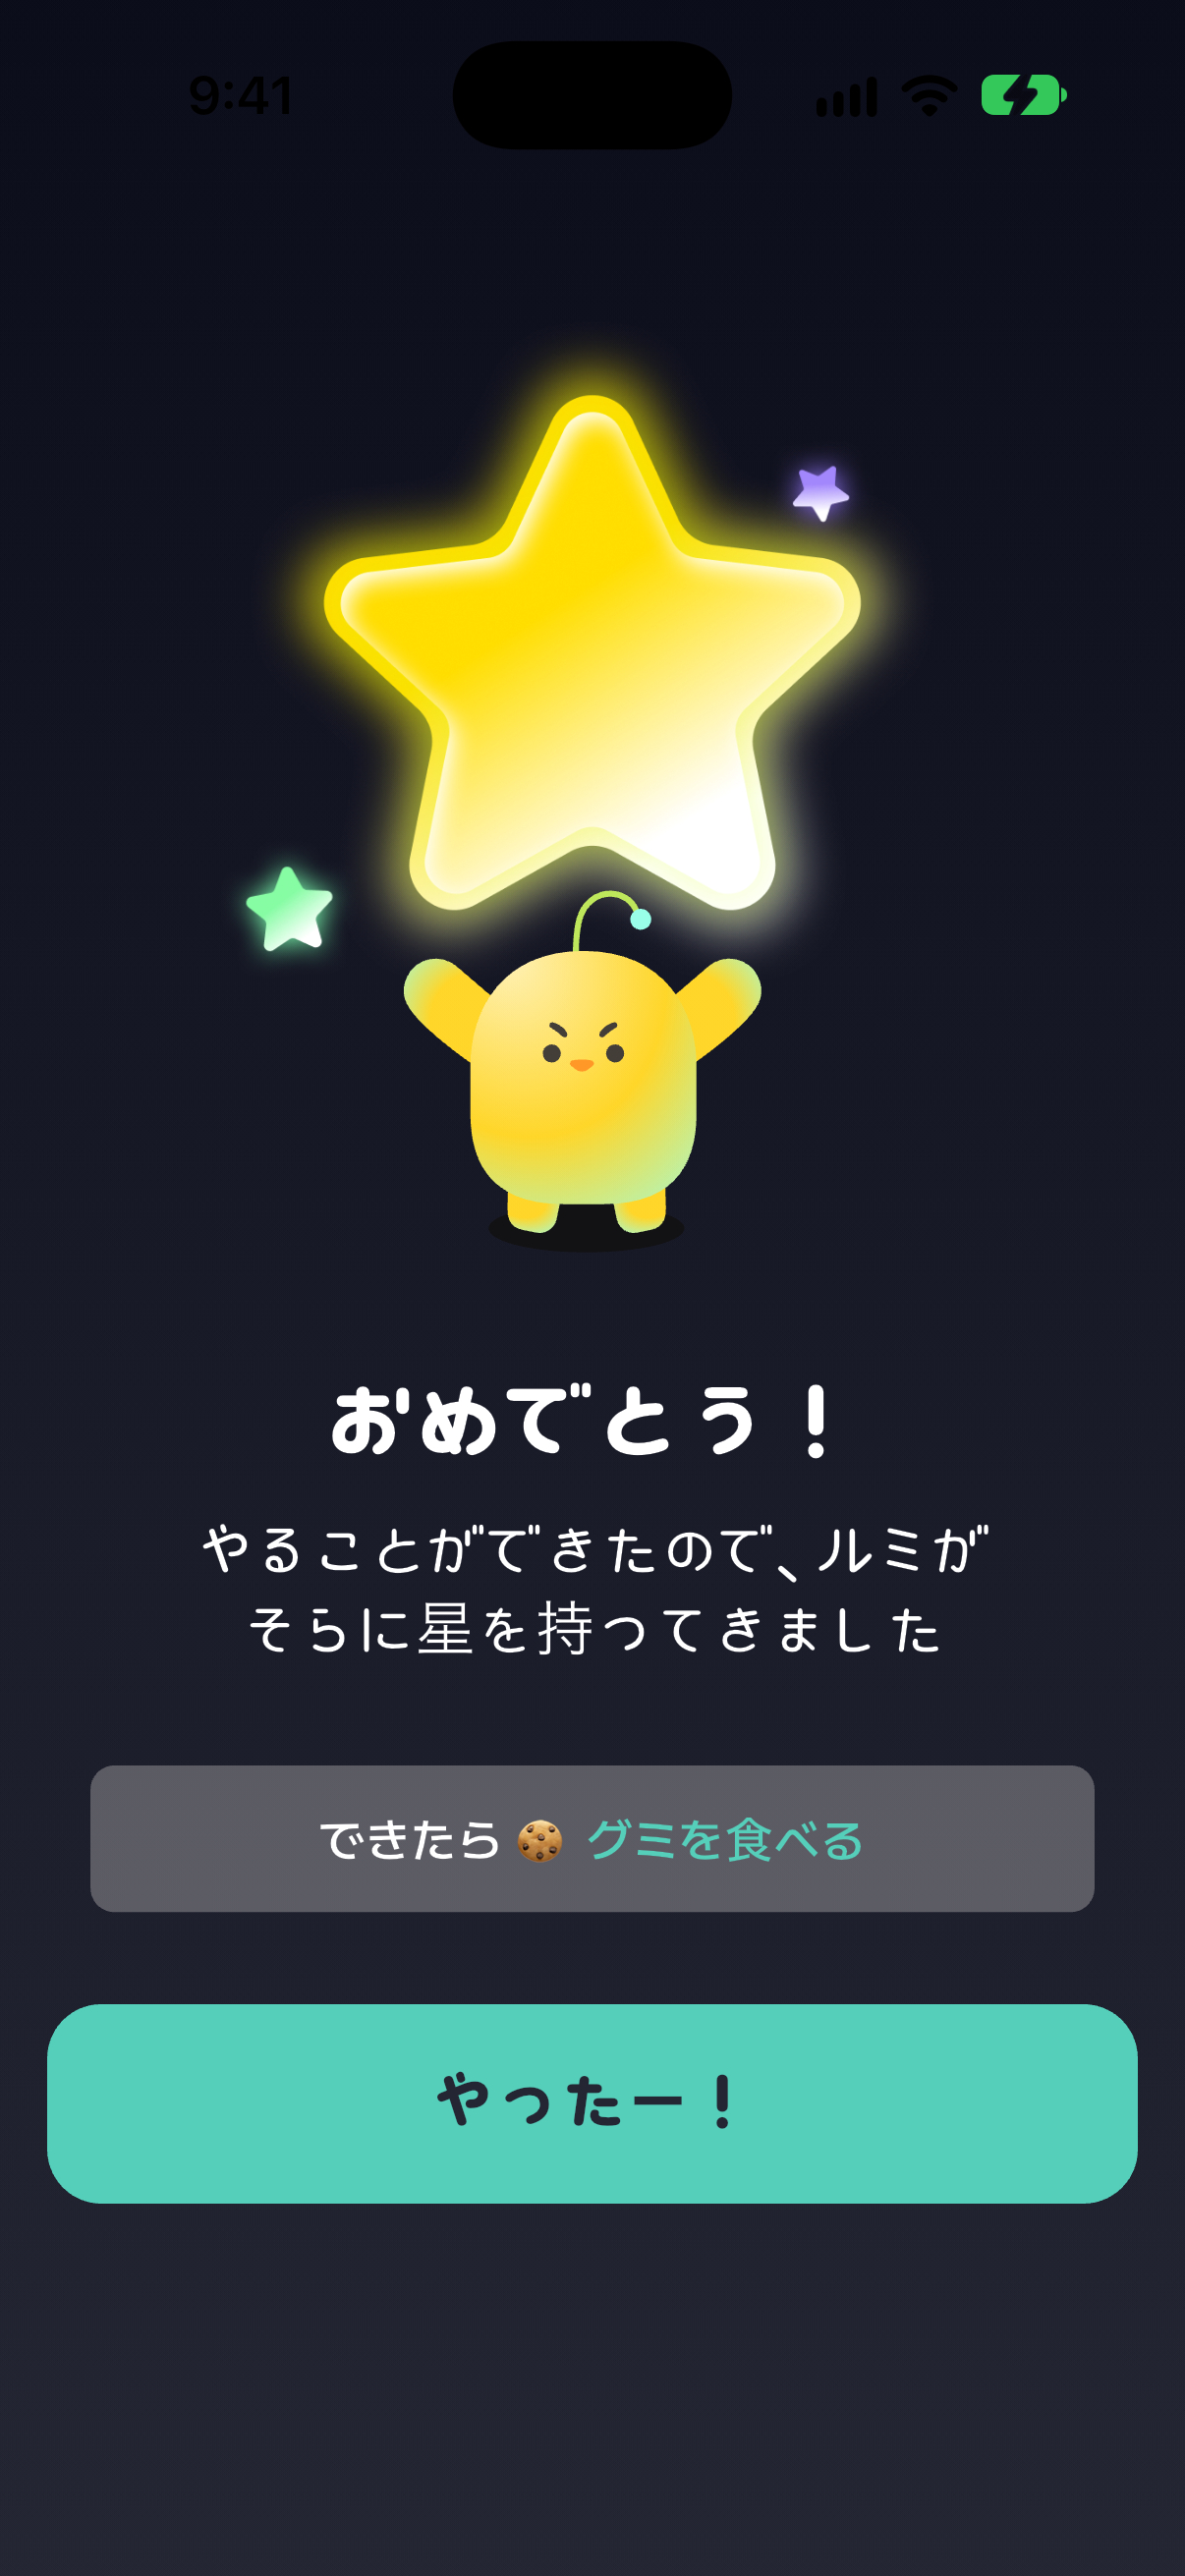 9:41
おめでとう！
やることができたので、ルミが
そらに星を持ってきました
できたら🍪 グミを食べる
やったー！